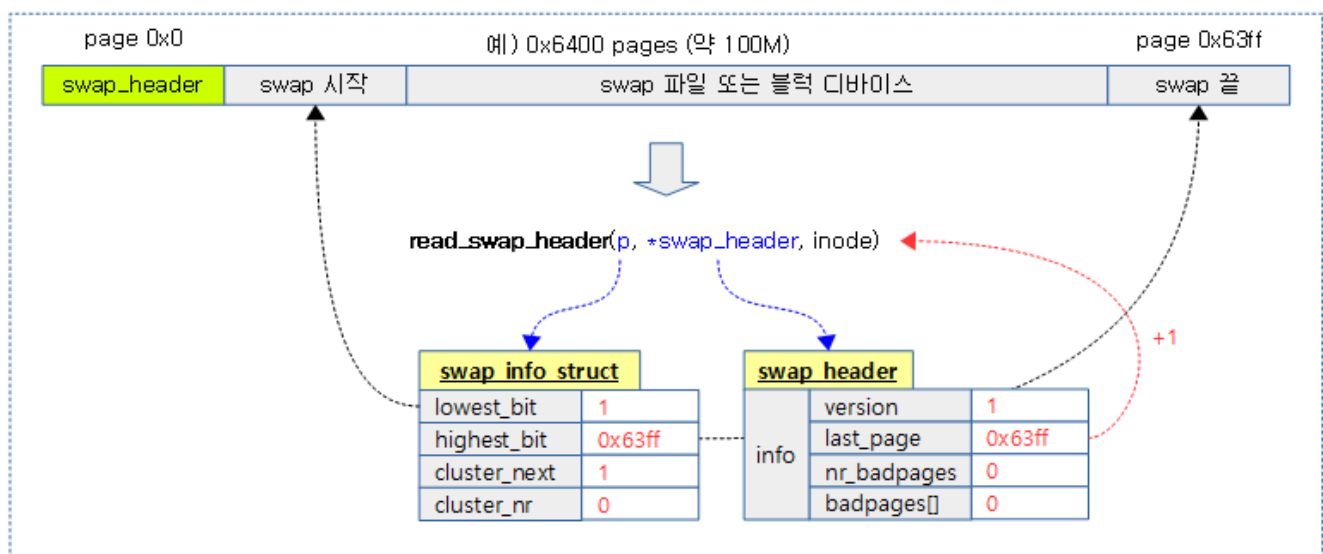 page 0x0
예) 0x6400 pages (약 100M)
page 0x63ff
swap_header
swap 시작
swap 파일 또는 블럭 디바이스
swap 끝
read_swap_header(p, *swap_header, inode)
+1
swap_info_struct
lowest_bit 1
highest_bit 0x63ff
cluster_next 1
cluster_nr 0
swap_header
info
version 1
last_page 0x63ff
nr_badpages 0
badpages[] 0